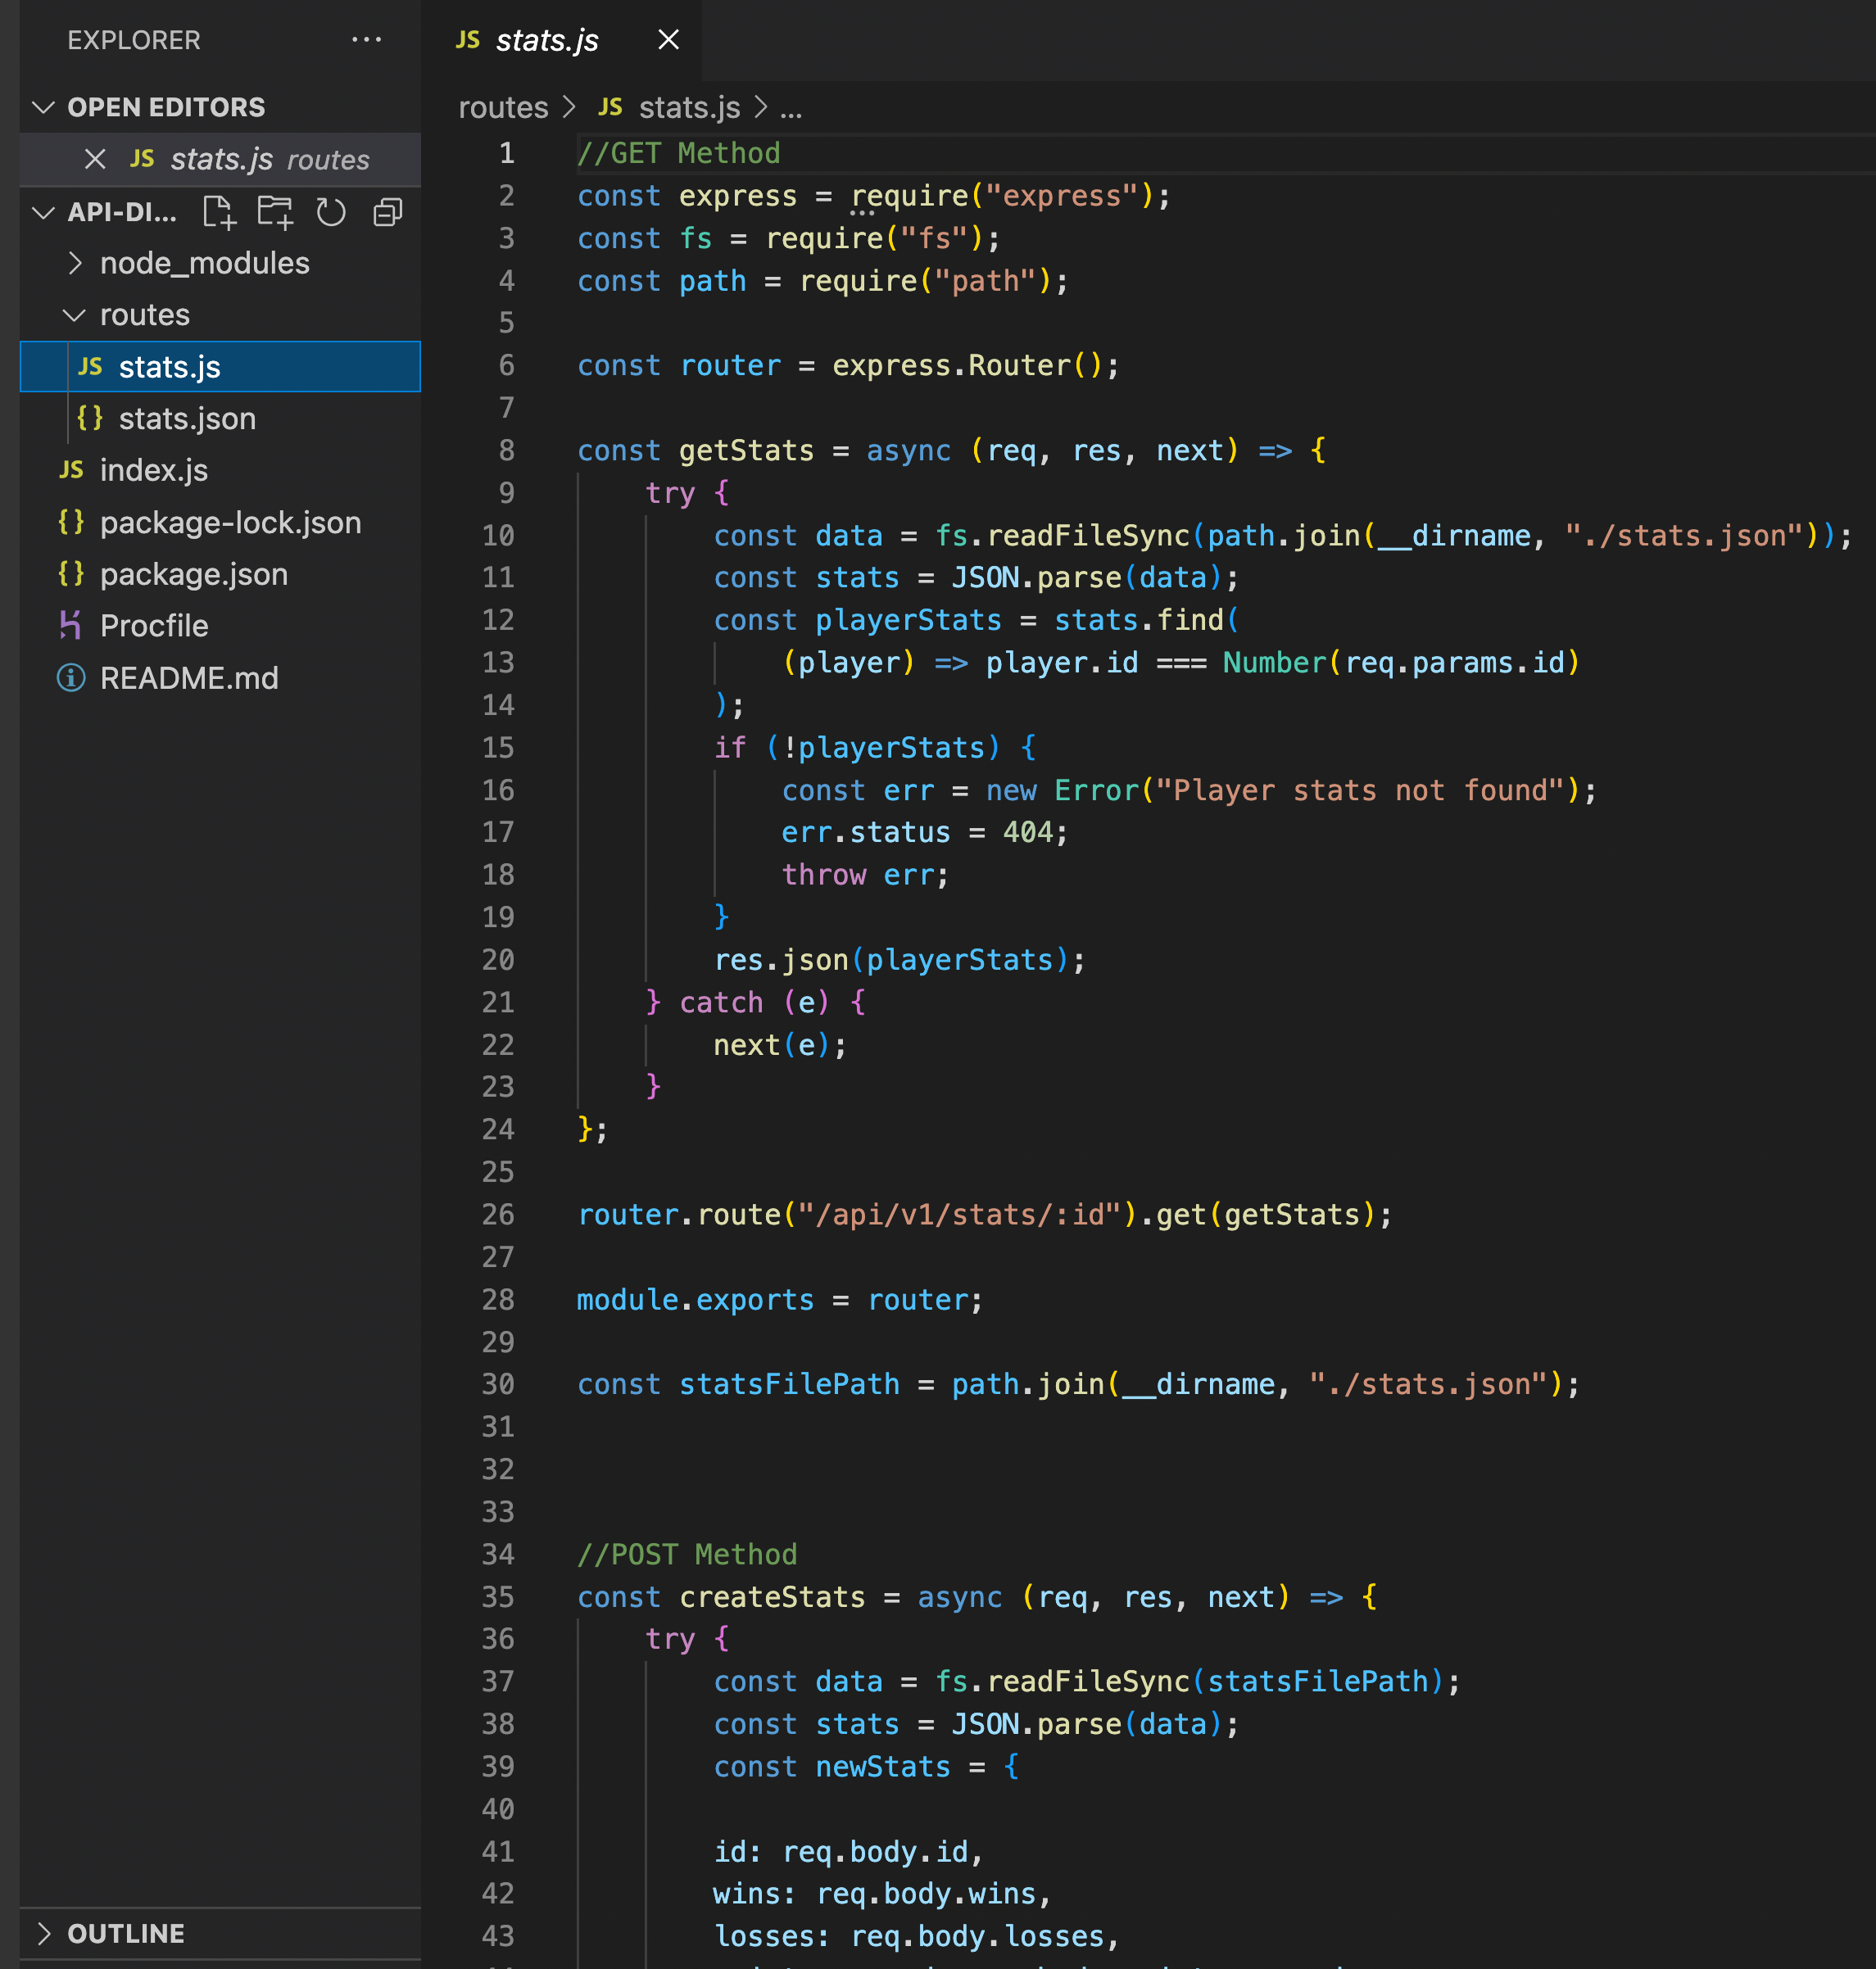 EXPLORER ...
OPEN EDITORS
JS stats.js routes
API-DI...
node_modules
routes
JS stats.js
{} stats.json
JS index.js
{} package-lock.json
{} package.json
Procfile
README.md
OUTLINE
JS stats.js
routes > JS stats.js > ...
1 //GET Method
2 const express = require("express");
3 const fs = require("fs");
4 const path = require("path");
5
6 const router = express.Router();
7
8 const getStats = async (req, res, next) => {
9     try {
10         const data = fs.readFileSync(path.join(__dirname, "./stats.json"));
11         const stats = JSON.parse(data);
12         const playerStats = stats.find(
13             (player) => player.id === Number(req.params.id)
14         );
15         if (!playerStats) {
16             const err = new Error("Player stats not found");
17             err.status = 404;
18             throw err;
19         }
20         res.json(playerStats);
21     } catch (e) {
22         next(e);
23     }
24 };
25
26 router.route("/api/v1/stats/:id").get(getStats);
27
28 module.exports = router;
29
30 const statsFilePath = path.join(__dirname, "./stats.json");
31
32
33
34 //POST Method
35 const createStats = async (req, res, next) => {
36     try {
37         const data = fs.readFileSync(statsFilePath);
38         const stats = JSON.parse(data);
39         const newStats = {
40
41         id: req.body.id,
42         wins: req.body.wins,
43         losses: req.body.losses,